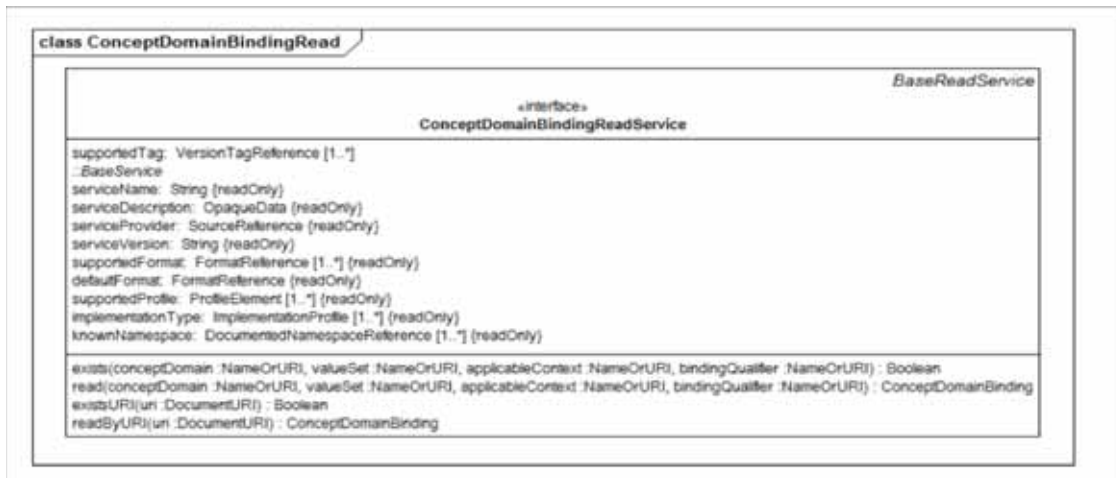 class ConceptDomainBindingRead
BaseReadService
«interface»
ConceptDomainBindingReadService
supportedTag: VersionTagReference [1..*]
::BaseService
serviceName: String {readOnly}
serviceDescription: OpaqueData {readOnly}
serviceProvider: SourceReference {readOnly}
serviceVersion: String {readOnly}
supportedFormat: FormatReference [1..*] {readOnly}
defaultFormat: FormatReference {readOnly}
supportedProfile: ProfileElement [1..*] {readOnly}
implementationType: ImplementationProfile [1..*] {readOnly}
knownNamespace: DocumentedNamespaceReference [1..*] {readOnly}
exists(conceptDomain :NameOrURI, valueSet :NameOrURI, applicableContext :NameOrURI, bindingQualifier :NameOrURI) : Boolean
read(conceptDomain :NameOrURI, valueSet :NameOrURI, applicableContext :NameOrURI, bindingQualifier :NameOrURI) : ConceptDomainBinding
existsURI(uri :DocumentURI) : Boolean
readByURI(uri :DocumentURI) : ConceptDomainBinding